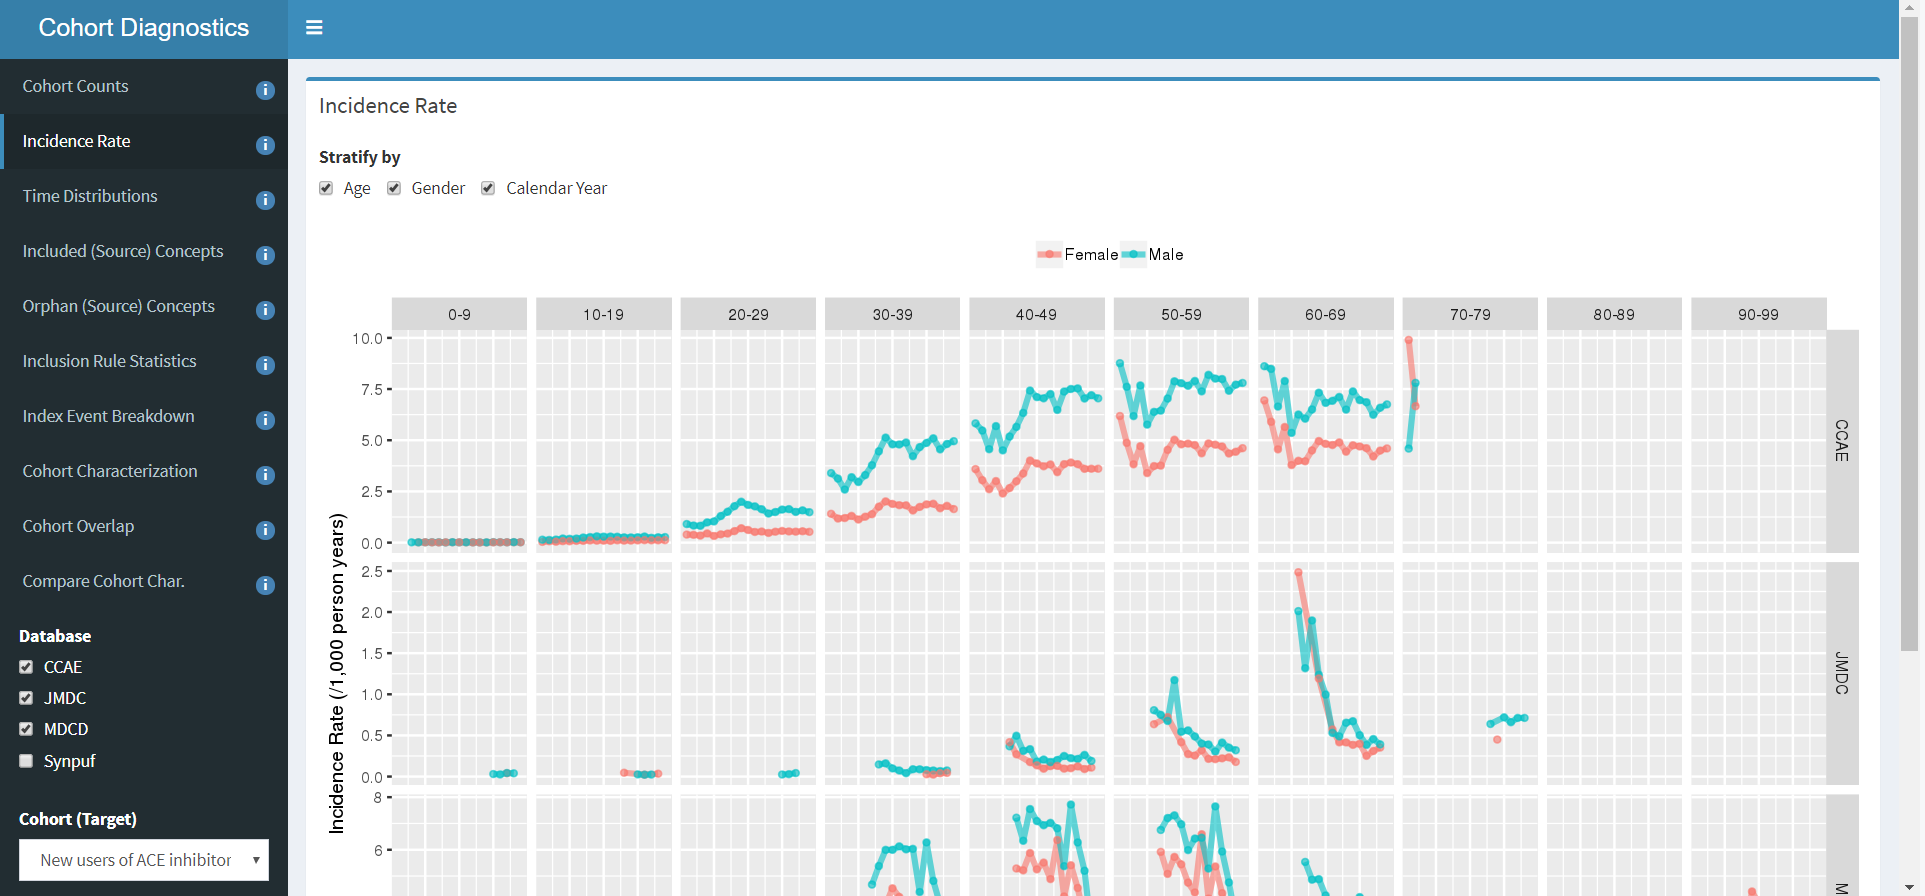 Cohort Diagnostics
Cohort Counts
Incidence Rate
Time Distributions
Included (Source) Concepts
Orphan (Source) Concepts
Inclusion Rule Statistics
Index Event Breakdown
Cohort Characterization
Cohort Overlap
Compare Cohort Char.
Database
CCAE
JMDC
MDCD
Synpuf
Cohort (Target)
New users of ACE inhibitor
Incidence Rate
Stratify by
Age Gender Calendar Year
Female Male
0-9 10-19 20-29 30-39 40-49 50-59 60-69 70-79 80-89 90-99
Incidence Rate (/1,000 person years)
10.0
7.5
5.0
2.5
0.0
CCAE
2.5
2.0
1.5
1.0
0.5
0.0
JMDC
8
6
M